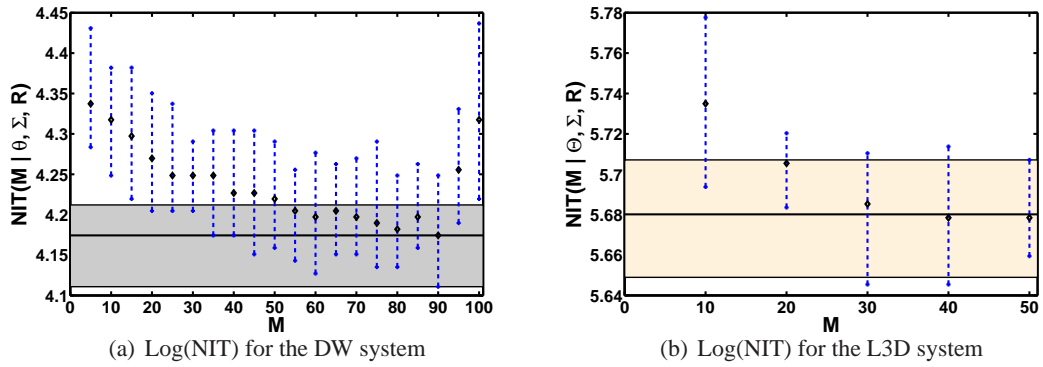 4.45
4.4
4.35
4.3
4.25
4.2
4.15
4.1
NIT(M | θ, Σ, R)
0 10 20 30 40 50 60 70 80 90 100
M
(a) Log(NIT) for the DW system
5.78
5.74
5.72
5.7
5.68
5.66
5.64
NIT(M | Θ, Σ, R)
0 10 20 30 40 50
M
(b) Log(NIT) for the L3D system